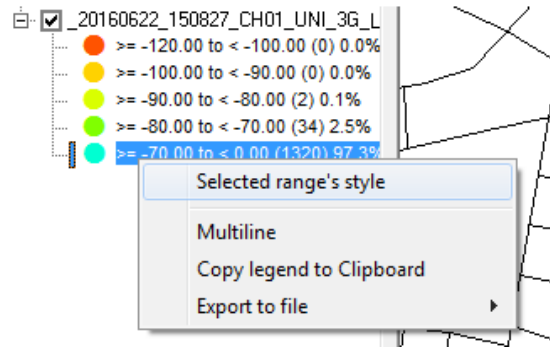 _20160622_150827_CH01_UNI_3G_L
>= -120.00 to < -100.00 (0) 0.0%
>= -100.00 to < -90.00 (0) 0.0%
>= -90.00 to < -80.00 (2) 0.1%
>= -80.00 to < -70.00 (34) 2.5%
>= -70.00 to < 0.00 (1320) 97.3%
Selected range's style
Multiline
Copy legend to Clipboard
Export to file